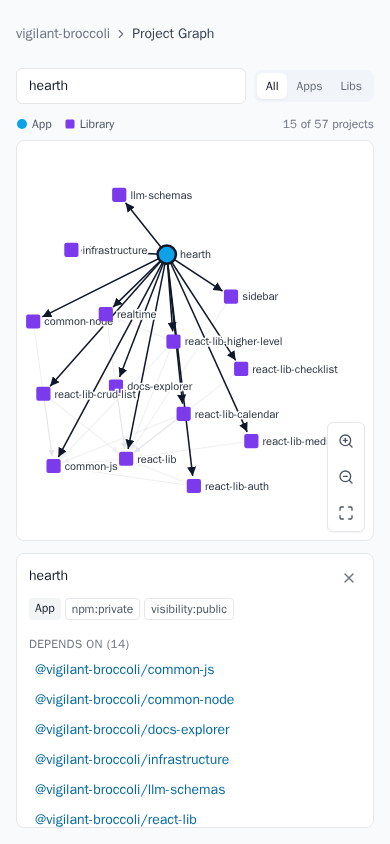 vigilant-broccoli > Project Graph
hearth
All Apps Libs
App Library 15 of 57 projects
llm-schemas
infrastructure hearth
sidebar
common-node realtime
react-lib-higher-level
react-lib-checklist
docs-explorer
react-lib-crud-list
react-lib-calendar
react-lib-med
react-lib
common-js
react-lib-auth
hearth
App npm:private visibility:public
DEPENDS ON (14)
@vigilant-broccoli/common-js
@vigilant-broccoli/common-node
@vigilant-broccoli/docs-explorer
@vigilant-broccoli/infrastructure
@vigilant-broccoli/llm-schemas
@vigilant-broccoli/react-lib